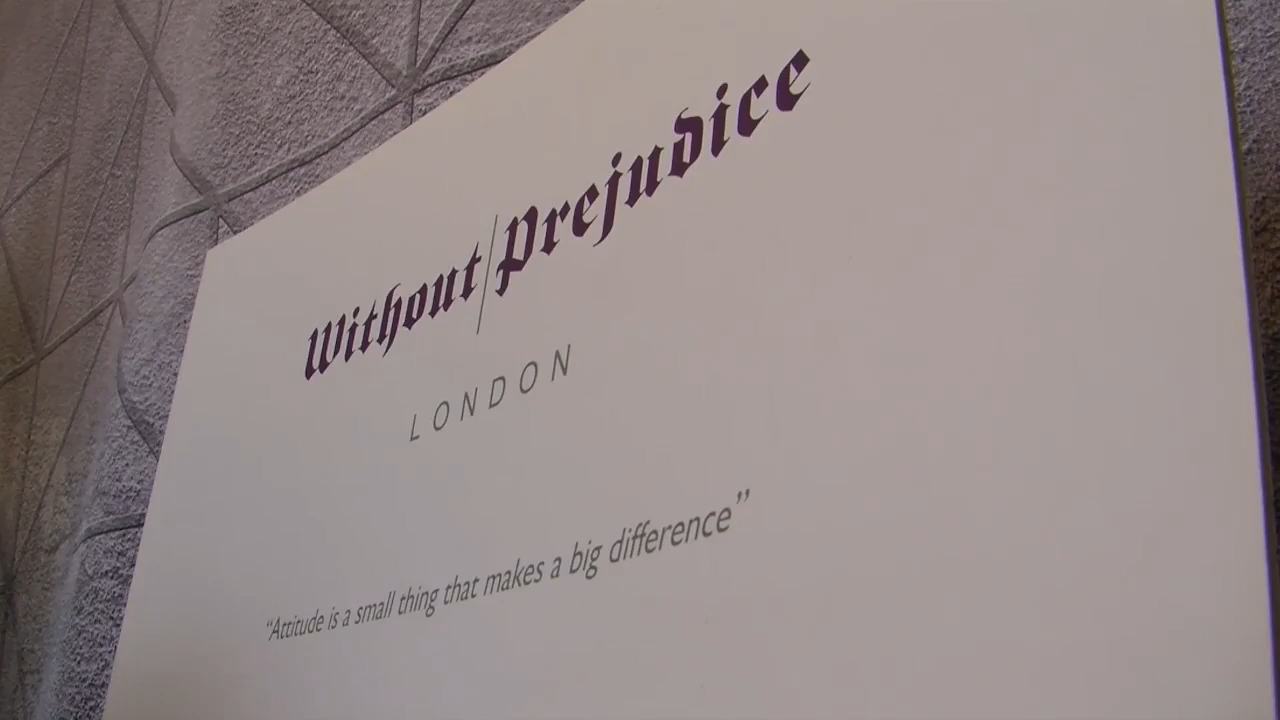 Without/Prejudice
LONDON
“Attitude is a small thing that makes a big difference”